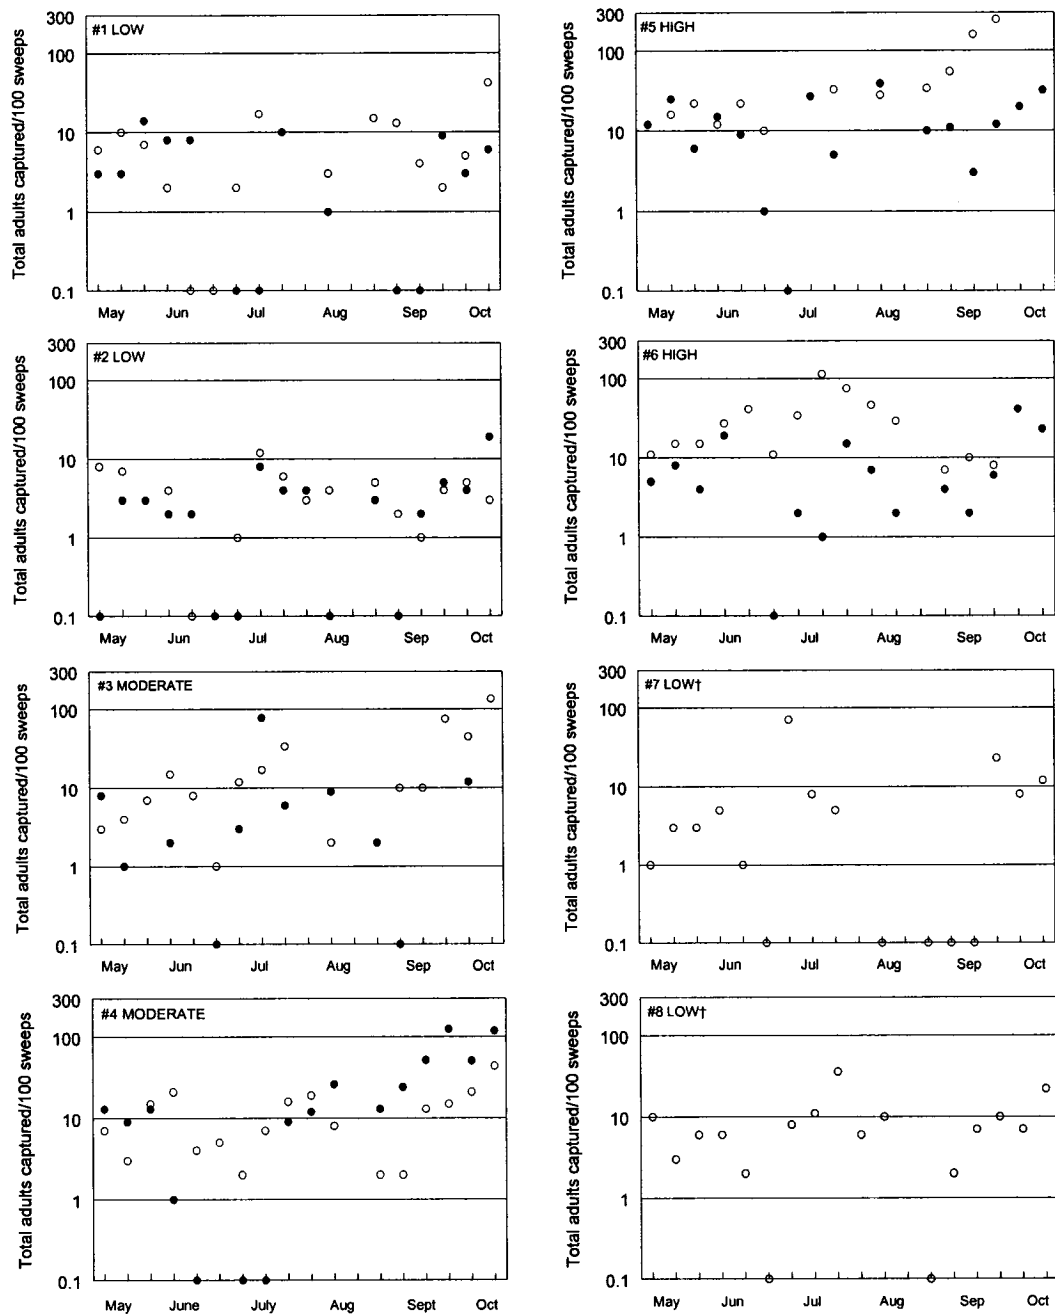 Total adults captured/100 sweeps
300
100
10
1
0.1
#1 LOW
May Jun Jul Aug Sep Oct
Total adults captured/100 sweeps
300
100
10
1
0.1
#2 LOW
May Jun Jul Aug Sep Oct
Total adults captured/100 sweeps
300
100
10
1
0.1
#3 MODERATE
May Jun Jul Aug Sep Oct
Total adults captured/100 sweeps
300
100
10
1
0.1
#4 MODERATE
May June July Aug Sept Oct
Total adults captured/100 sweeps
300
100
10
1
0.1
#5 HIGH
May Jun Jul Aug Sep Oct
Total adults captured/100 sweeps
300
100
10
1
0.1
#6 HIGH
May Jun Jul Aug Sep Oct
Total adults captured/100 sweeps
300
100
10
1
0.1
#7 LOW†
May Jun Jul Aug Sep Oct
Total adults captured/100 sweeps
300
100
10
1
0.1
#8 LOW†
May Jun Jul Aug Sep Oct